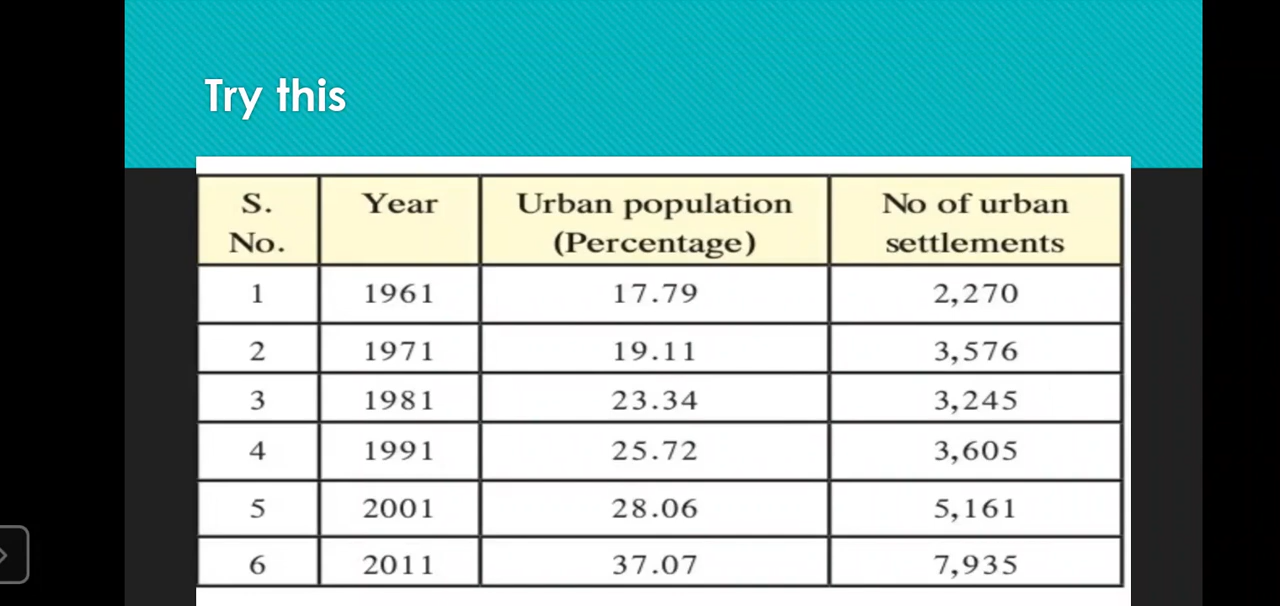 Try this
S. No. Year Urban population (Percentage) No of urban settlements
1 1961 17.79 2,270
2 1971 19.11 3,576
3 1981 23.34 3,245
4 1991 25.72 3,605
5 2001 28.06 5,161
6 2011 37.07 7,935